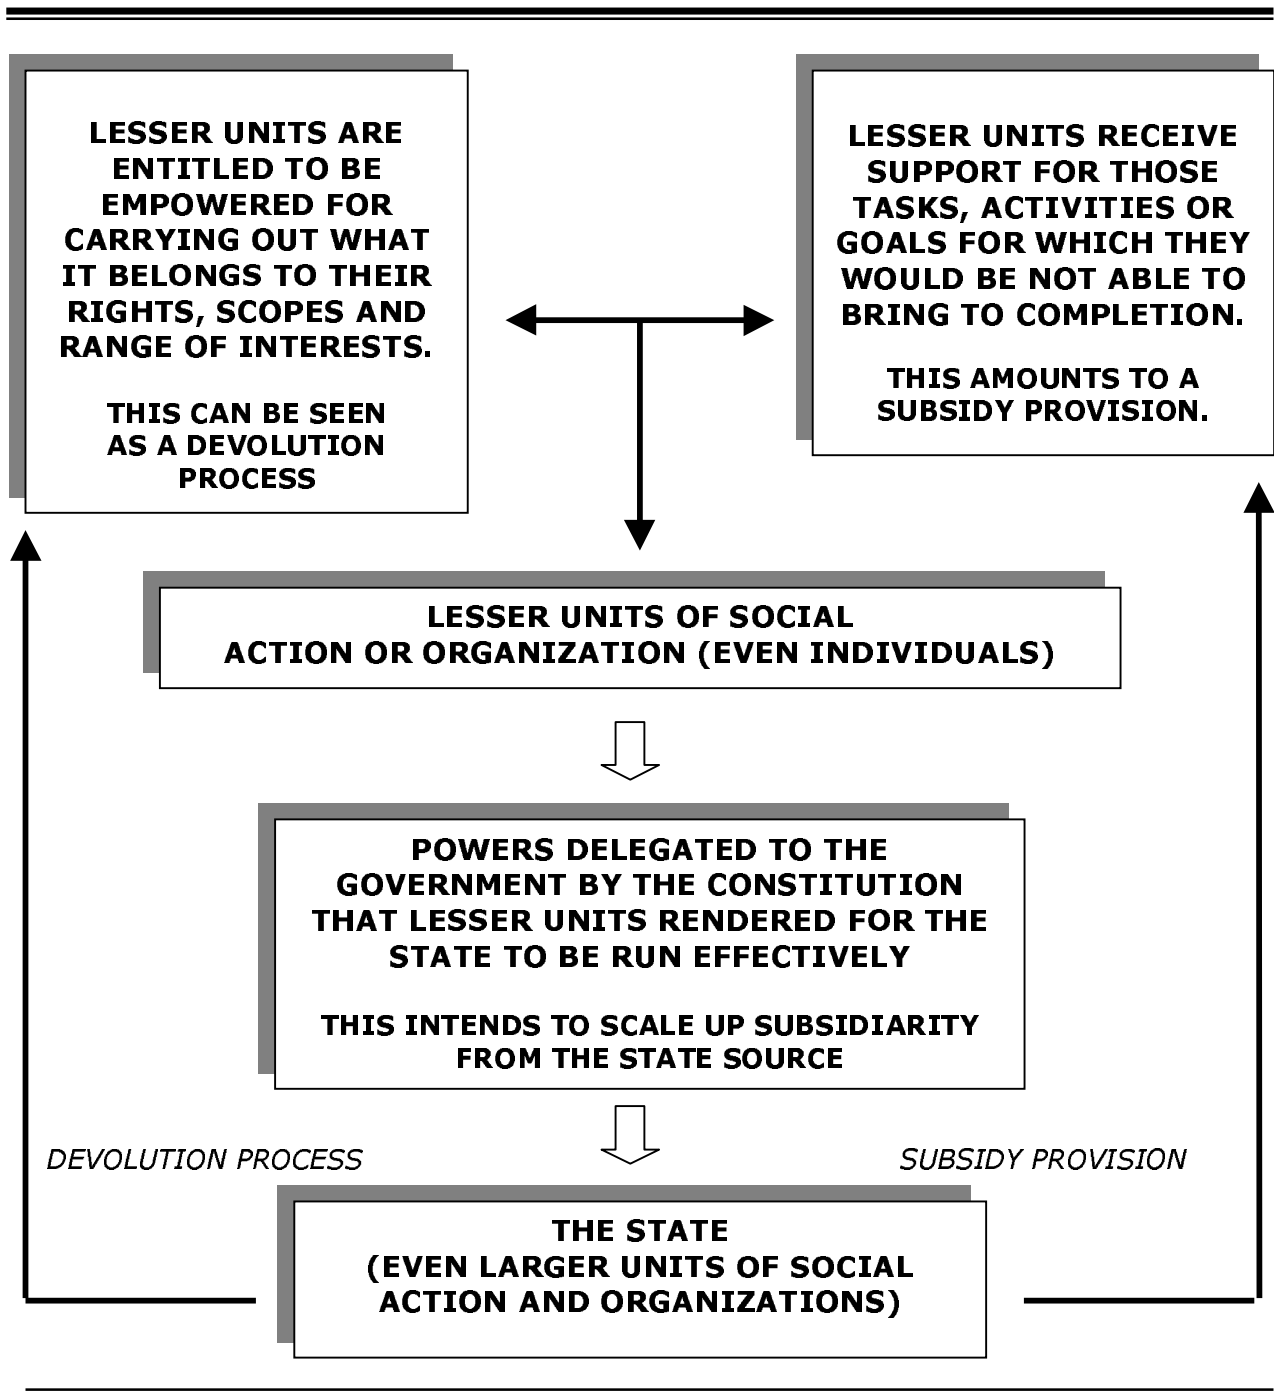 LESSER UNITS ARE
ENTITLED TO BE
EMPOWERED FOR
CARRYING OUT WHAT
IT BELONGS TO THEIR
RIGHTS, SCOPES AND
RANGE OF INTERESTS.
THIS CAN BE SEEN
AS A DEVOLUTION
PROCESS
LESSER UNITS RECEIVE
SUPPORT FOR THOSE
TASKS, ACTIVITIES OR
GOALS FOR WHICH THEY
WOULD BE NOT ABLE TO
BRING TO COMPLETION.
THIS AMOUNTS TO A
SUBSIDY PROVISION.
LESSER UNITS OF SOCIAL
ACTION OR ORGANIZATION (EVEN INDIVIDUALS)
POWERS DELEGATED TO THE
GOVERNMENT BY THE CONSTITUTION
THAT LESSER UNITS RENDERED FOR THE
STATE TO BE RUN EFFECTIVELY
THIS INTENDS TO SCALE UP SUBSIDIARITY
FROM THE STATE SOURCE
DEVOLUTION PROCESS
SUBSIDY PROVISION
THE STATE
(EVEN LARGER UNITS OF SOCIAL
ACTION AND ORGANIZATIONS)